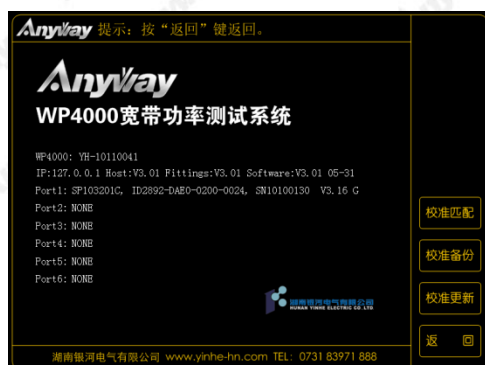 Anyway 提示：按“返回”键返回。
Anyway
WP4000宽带功率测试系统
WP4000: YH-10110041
IP:127.0.0.1 Host:V3.01 Fittings:V3.01 Software:V3.01 05-31
Port1: SP103201C, ID2892-DAE0-0200-0024, SN10100130 V3.16 G
Port2: NONE
Port3: NONE
Port4: NONE
Port5: NONE
Port6: NONE
校准匹配
校准备份
校准更新
返 回
湖南银河电气有限公司
HUNAN YINHE ELECTRIC CO. LTD
湖南银河电气有限公司 www.yinhe-hn.com TEL: 0731 83971 888